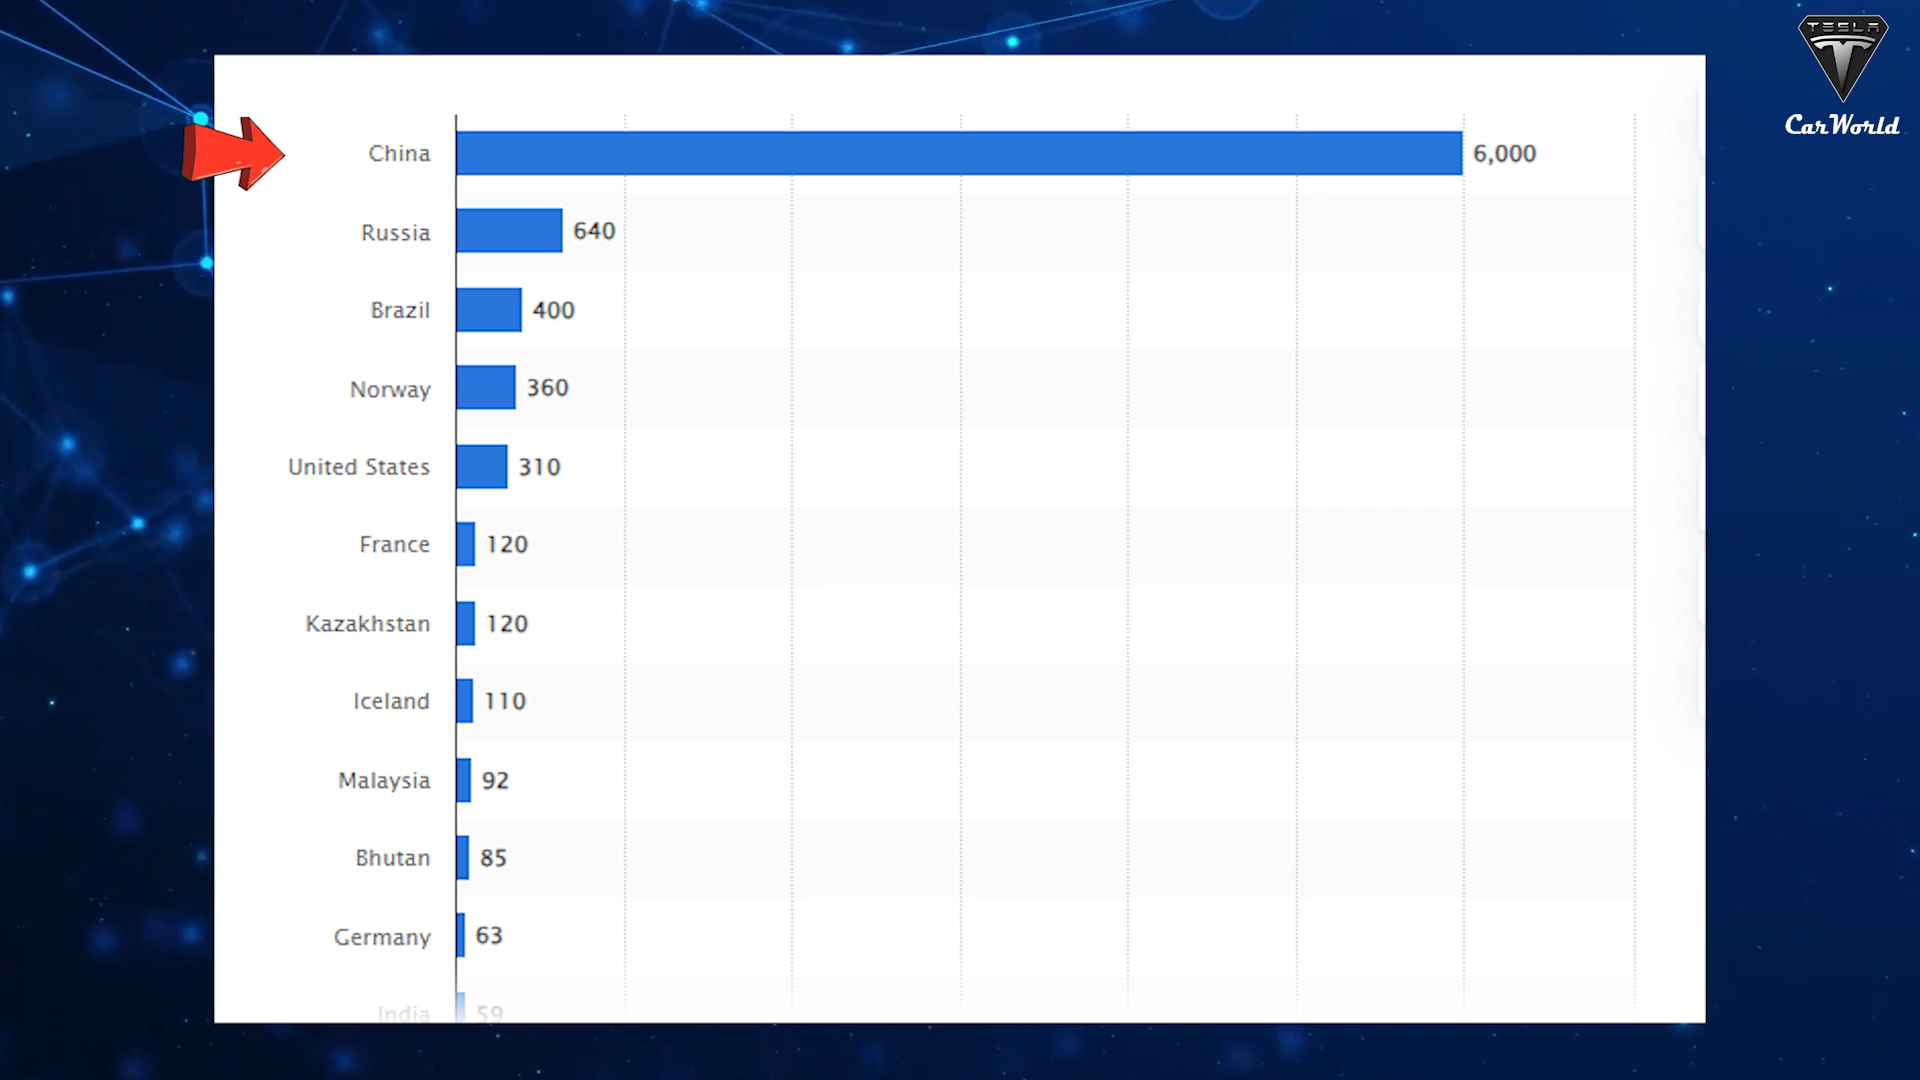 TESLA
CarWorld
China 6,000
Russia 640
Brazil 400
Norway 360
United States 310
France 120
Kazakhstan 120
Iceland 110
Malaysia 92
Bhutan 85
Germany 63
India 59